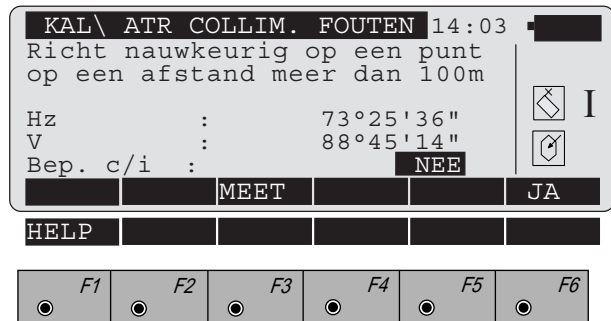 KAL\ ATR COLLIM. FOUTEN 14:03
Richt nauwkeurig op een punt
op een afstand meer dan 100m
Hz : 73°25'36"
V : 88°45'14"
Bep. c/i : NEE
I
MEET JA
HELP
F1 F2 F3 F4 F5 F6